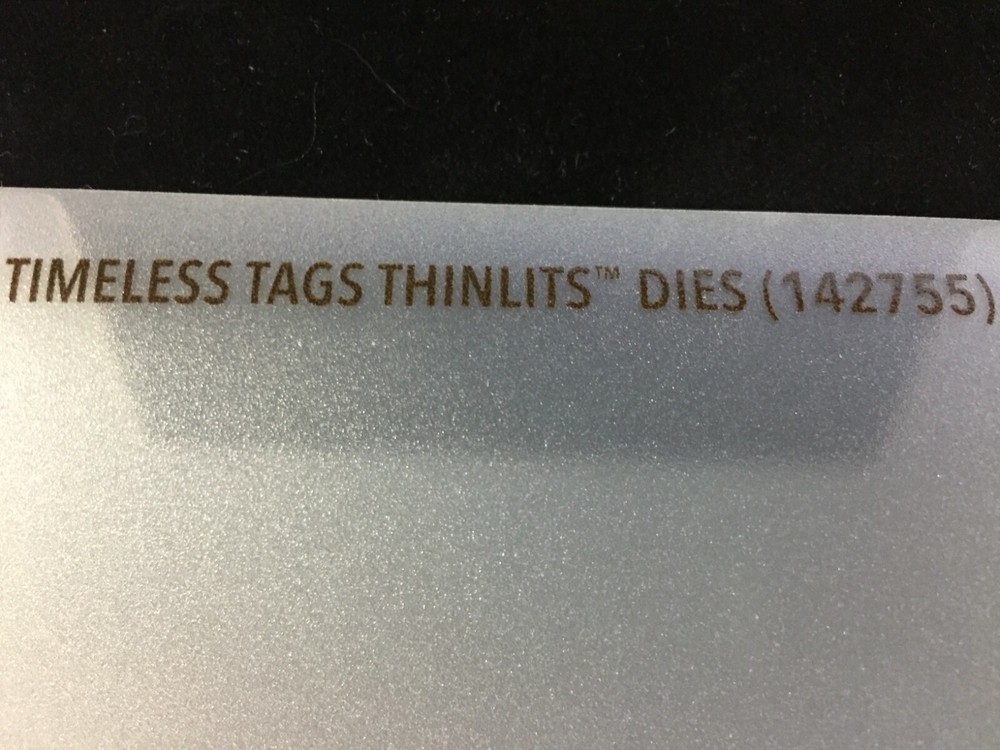 TIMELESS TAGS THINLITS™ DIES (142755)